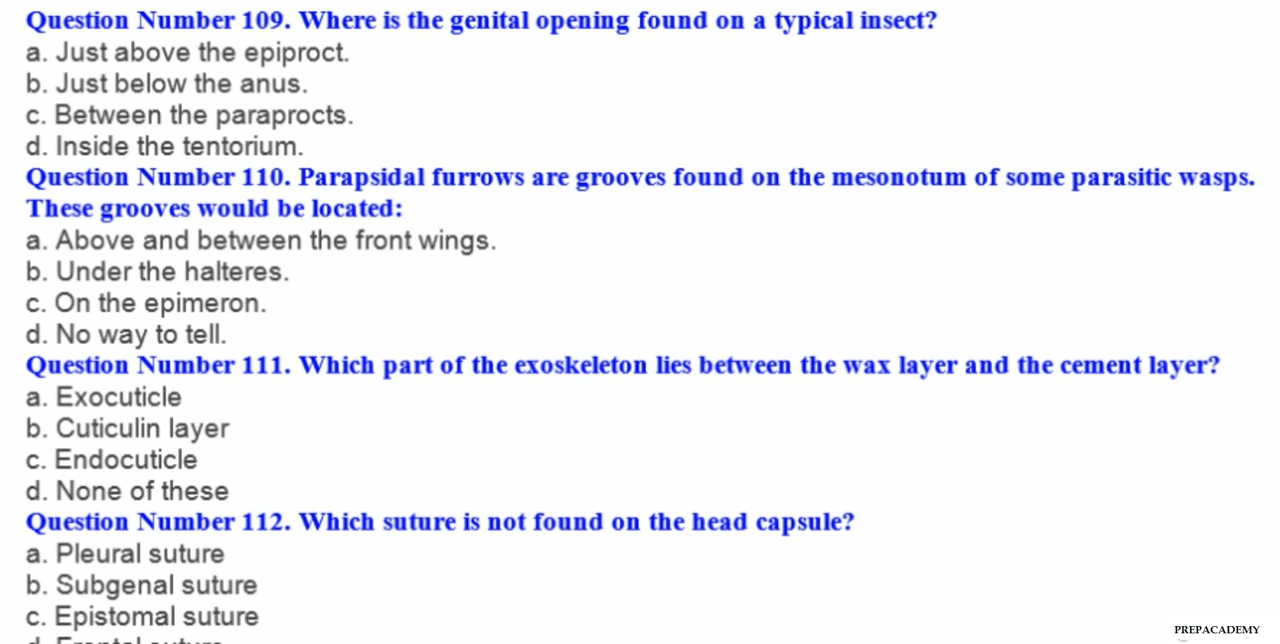 Question Number 109. Where is the genital opening found on a typical insect?
a. Just above the epiproct.
b. Just below the anus.
c. Between the paraprocts.
d. Inside the tentorium.
Question Number 110. Parapsidal furrows are grooves found on the mesonotum of some parasitic wasps.
These grooves would be located:
a. Above and between the front wings.
b. Under the halteres.
c. On the epimeron.
d. No way to tell.
Question Number 111. Which part of the exoskeleton lies between the wax layer and the cement layer?
a. Exocuticle
b. Cuticulin layer
c. Endocuticle
d. None of these
Question Number 112. Which suture is not found on the head capsule?
a. Pleural suture
b. Subgenal suture
c. Epistomal suture
PREPACADEMY